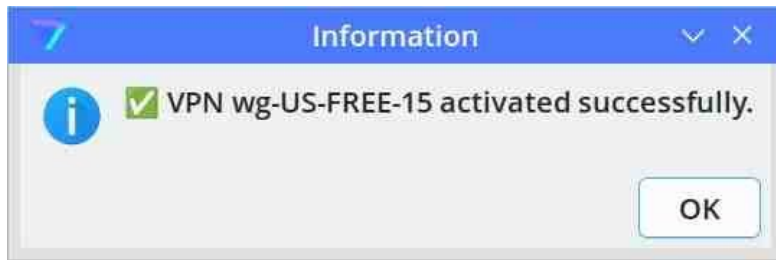 Information
✅ VPN wg-US-FREE-15 activated successfully.
OK